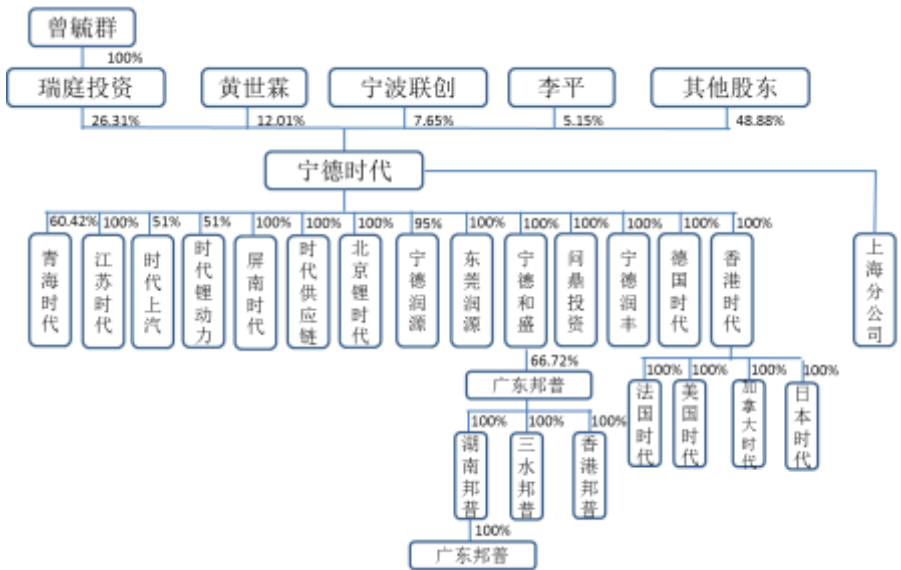 曾毓群
100%
瑞庭投资
黄世霖
宁波联创
李平
其他股东
26.31%
12.01%
7.65%
5.15%
48.88%
宁德时代
60.42%
100%
51%
51%
100%
100%
100%
95%
100%
100%
100%
100%
100%
100%
青海时代
江苏时代
时代上汽
时代锂动力
屏南时代
时代供应链
北京锂时代
宁德润源
东莞润源
宁德和盛
问鼎投资
宁德润丰
德国时代
香港时代
上海分公司
66.72%
广东邦普
100%
100%
100%
100%
法国时代
美国时代
加拿大时代
日本时代
100%
100%
100%
湖南邦普
三水邦普
香港邦普
100%
广东邦普